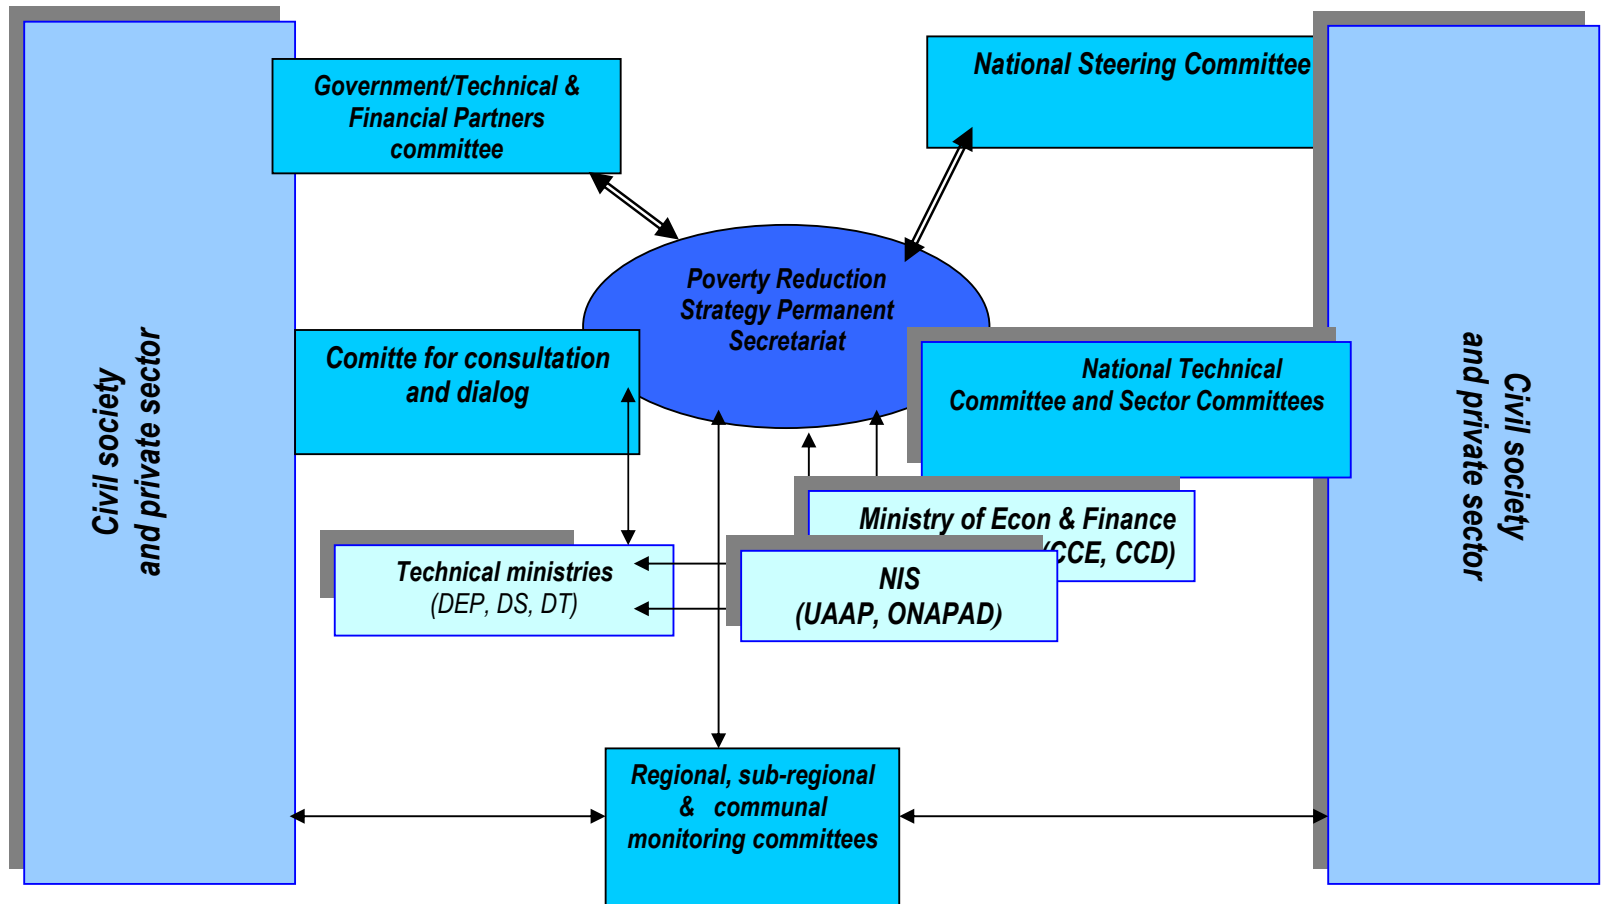 Government/Technical &
Financial Partners
committee
National Steering Committee
Poverty Reduction
Strategy Permanent
Secretariat
Civil society
and private sector
Comitte for consultation
and dialog
National Technical
Committee and Sector Committees
Civil society
and private sector
Ministry of Econ & Finance
(CCE, CCD)
Technical ministries
(DEP, DS, DT)
NIS
(UAAP, ONAPAD)
Regional, sub-regional
& communal
monitoring committees